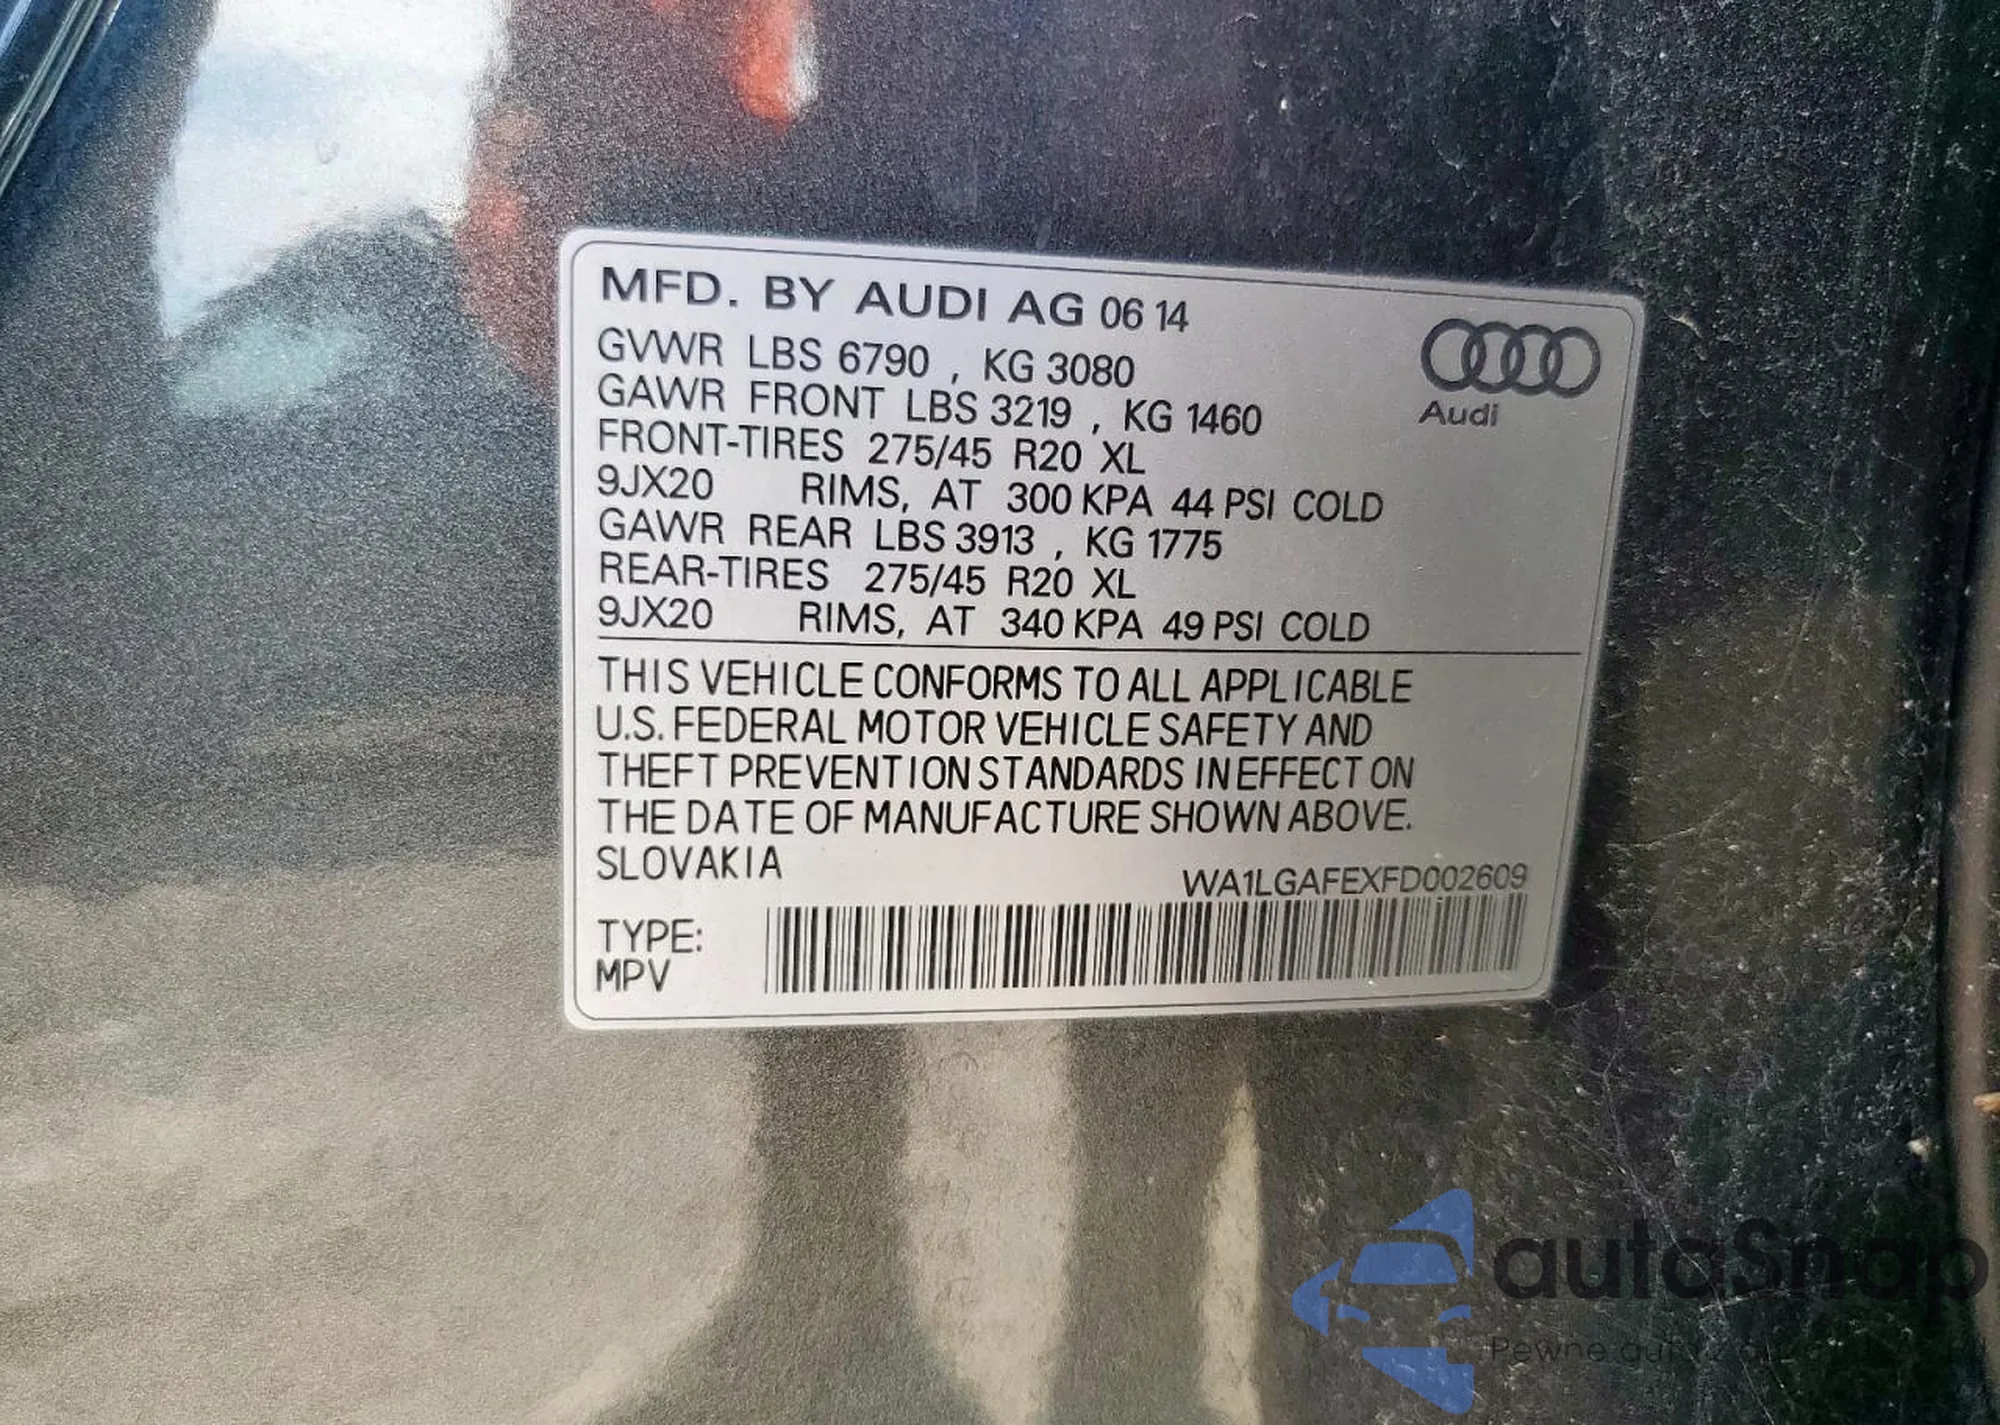 MFD. BY AUDI AG 06 14
GVWR LBS 6790 , KG 3080
GAWR FRONT LBS 3219 , KG 1460
FRONT-TIRES 275/45 R20 XL
9JX20 RIMS, AT 300 KPA 44 PSI COLD
GAWR REAR LBS 3913 , KG 1775
REAR-TIRES 275/45 R20 XL
9JX20 RIMS, AT 340 KPA 49 PSI COLD
Audi
THIS VEHICLE CONFORMS TO ALL APPLICABLE
U.S. FEDERAL MOTOR VEHICLE SAFETY AND
THEFT PREVENTION STANDARDS IN EFFECT ON
THE DATE OF MANUFACTURE SHOWN ABOVE.
SLOVAKIA
WA1LGAFEXFD002609
TYPE:
MPV
autaSnap
Pewne auta